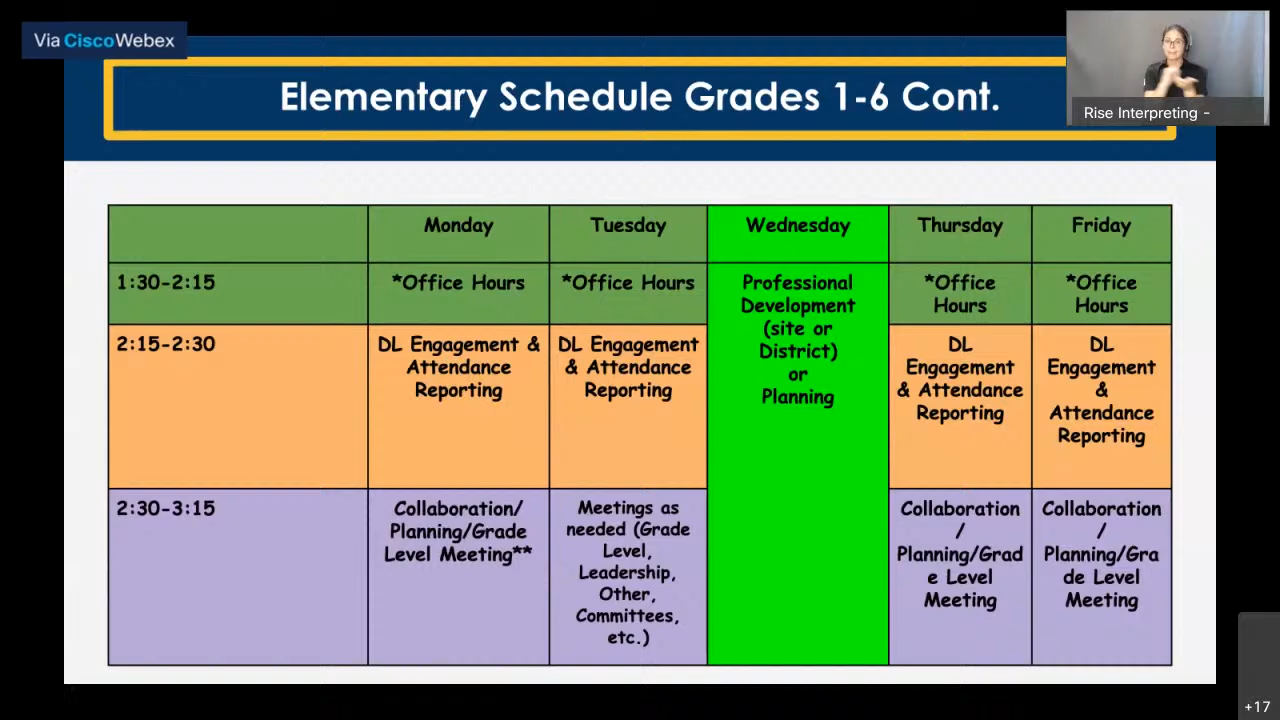 Via CiscoWebex
Elementary Schedule Grades 1-6 Cont.
Rise Interpreting -
Monday
Tuesday
Wednesday
Thursday
Friday
1:30-2:15
*Office Hours
*Office Hours
Professional
Development
(site or
District)
or
Planning
*Office
Hours
*Office
Hours
2:15-2:30
DL Engagement &
Attendance
Reporting
DL Engagement
& Attendance
Reporting
DL
Engagement
& Attendance
Reporting
DL
Engagement
&
Attendance
Reporting
2:30-3:15
Collaboration/
Planning/Grade
Level Meeting**
Meetings as
needed (Grade
Level,
Leadership,
Other,
Committees,
etc.)
Collaboration
/
Planning/Grad
e Level
Meeting
Collaboration
/
Planning/Gra
de Level
Meeting
+17